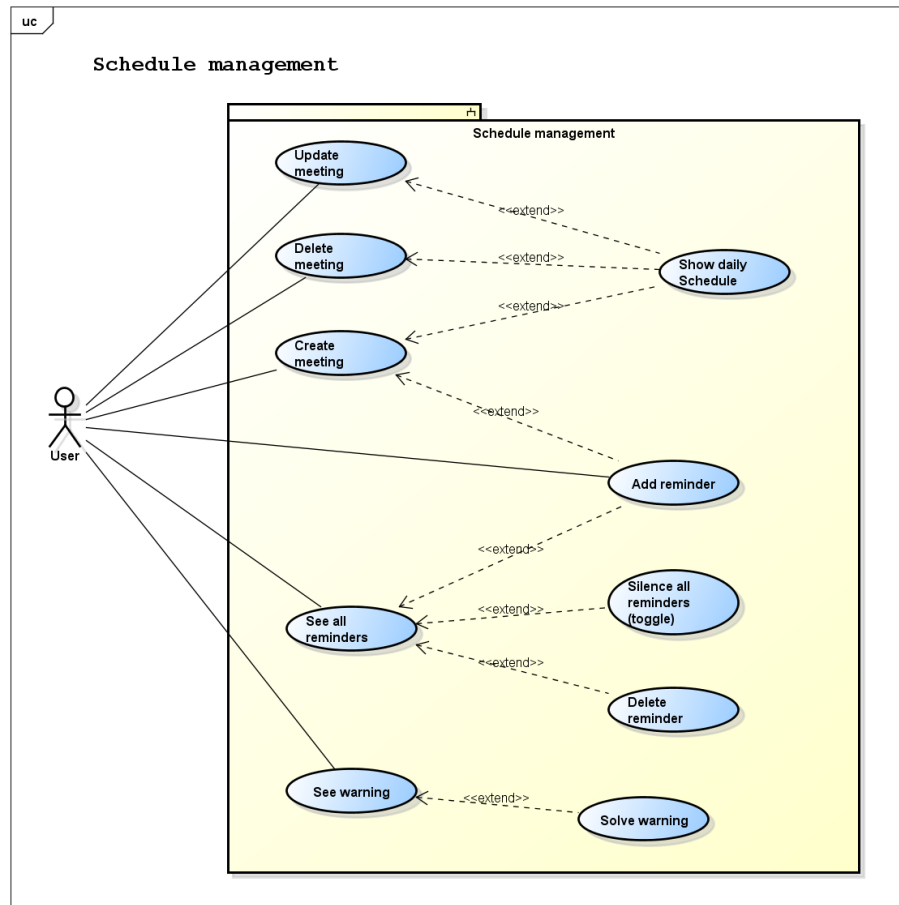 uc
Schedule management
Schedule management
Update
meeting
<<extend>>
Delete
meeting
<<extend>>
Show daily
Schedule
<<extend>>
Create
meeting
<<extend>>
User
Add reminder
<<extend>>
Silence all
reminders
(toggle)
<<extend>>
See all
reminders
<<extend>>
Delete
reminder
See warning
<<extend>>
Solve warning